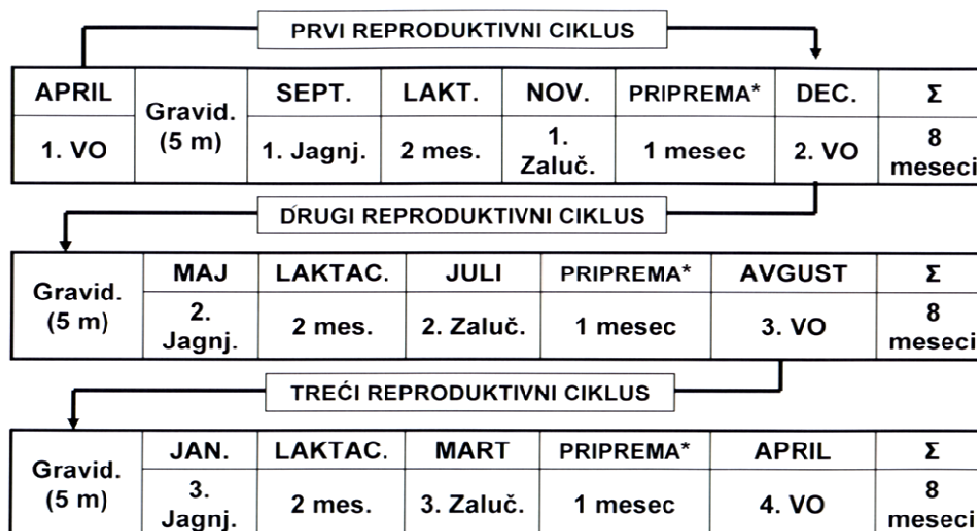 PRVI REPRODUKTIVNI CIKLUS
APRIL
Gravid.
(5 m)
SEPT.
LAKT.
NOV.
PRIPREMA*
DEC.
Σ
1. VO
1. Jagnj.
2 mes.
1.
Zaluč.
1 mesec
2. VO
8
meseci
DRUGI REPRODUKTIVNI CIKLUS
Gravid.
(5 m)
MAJ
LAKTAC.
JULI
PRIPREMA*
AVGUST
Σ
2.
Jagnj.
2 mes.
2. Zaluč.
1 mesec
3. VO
8
meseci
TREĆI REPRODUKTIVNI CIKLUS
Gravid.
(5 m)
JAN.
LAKTAC.
MART
PRIPREMA*
APRIL
Σ
3.
Jagnj.
2 mes.
3. Zaluč.
1 mesec
4. VO
8
meseci